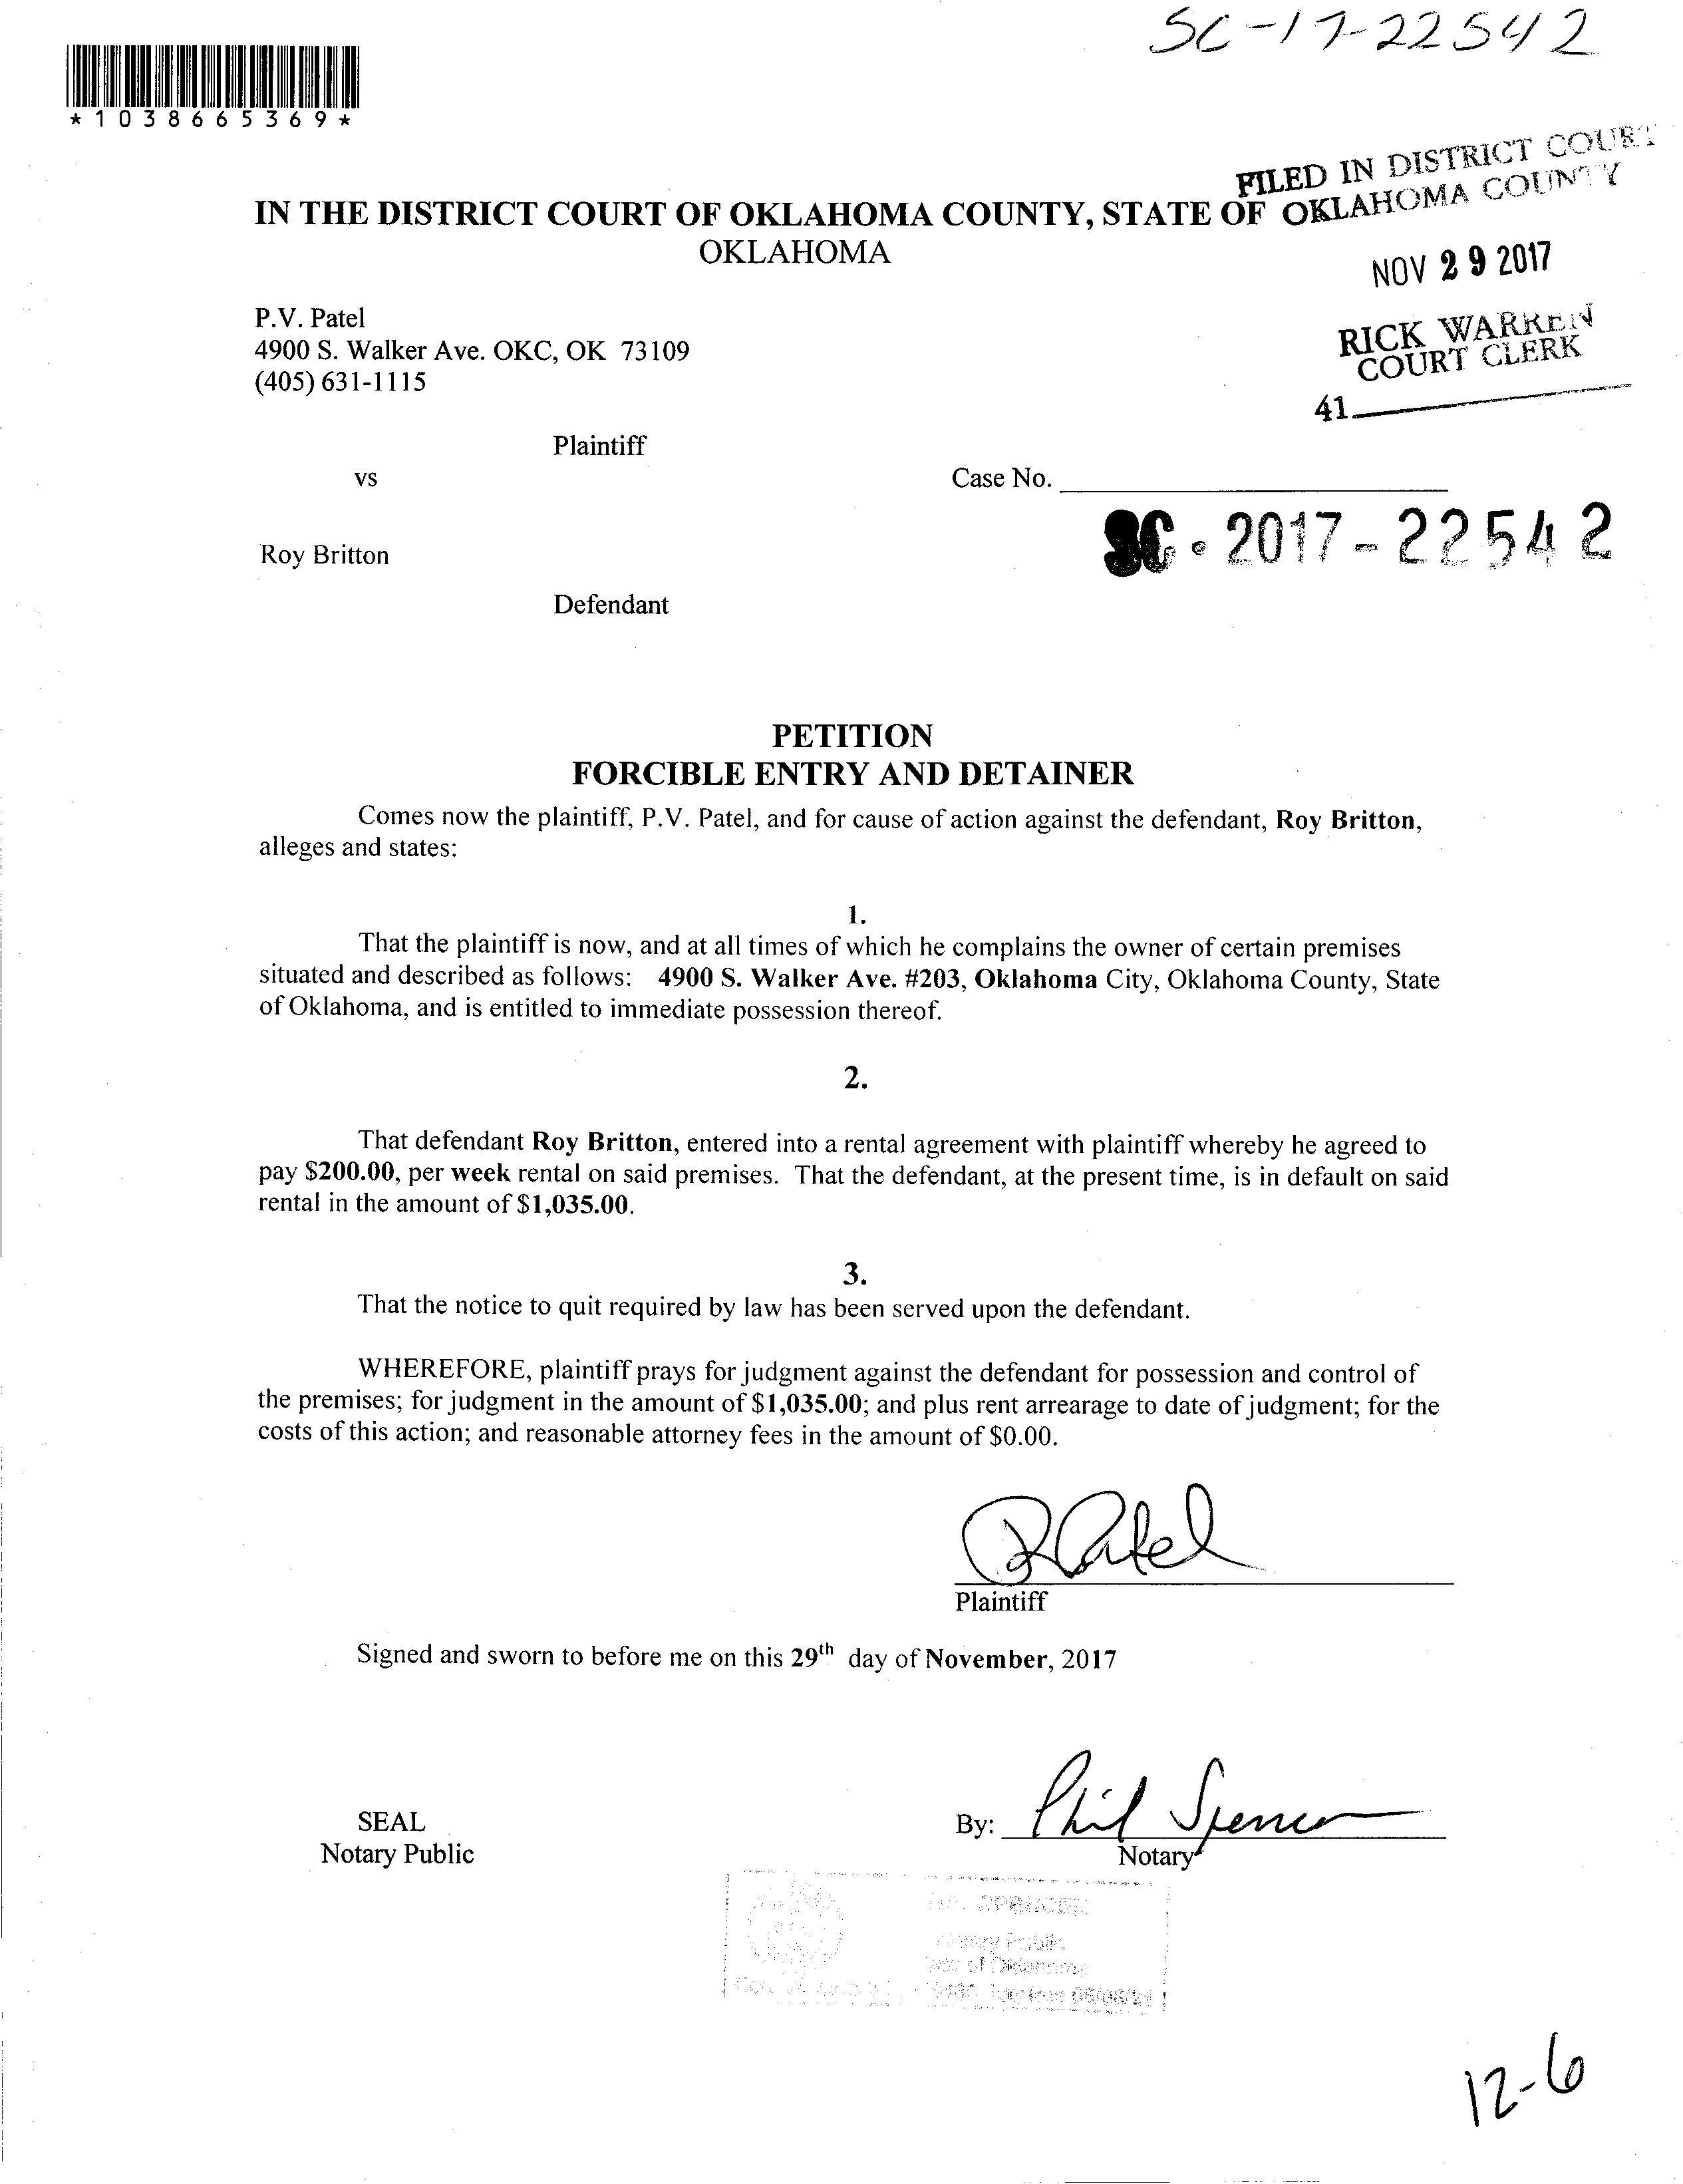 SC-17-22542
*1038665369*
FILED IN DISTRICT COURT
OKLAHOMA COUNTY
IN THE DISTRICT COURT OF OKLAHOMA COUNTY, STATE OF
OKLAHOMA
NOV 29 2017
P.V. Patel
4900 S. Walker Ave. OKC, OK 73109
(405) 631-1115
RICK WARREN
COURT CLERK
41
Plaintiff
vs
Case No.
SC-2017-22542
Roy Britton
Defendant
PETITION
FORCIBLE ENTRY AND DETAINER
Comes now the plaintiff, P.V. Patel, and for cause of action against the defendant, Roy Britton,
alleges and states:
1.
That the plaintiff is now, and at all times of which he complains the owner of certain premises
situated and described as follows: 4900 S. Walker Ave. #203, Oklahoma City, Oklahoma County, State
of Oklahoma, and is entitled to immediate possession thereof.
2.
That defendant Roy Britton, entered into a rental agreement with plaintiff whereby he agreed to
pay $200.00, per week rental on said premises. That the defendant, at the present time, is in default on said
rental in the amount of $1,035.00.
3.
That the notice to quit required by law has been served upon the defendant.
WHEREFORE, plaintiff prays for judgment against the defendant for possession and control of
the premises; for judgment in the amount of $1,035.00; and plus rent arrearage to date of judgment; for the
costs of this action; and reasonable attorney fees in the amount of $0.00.
Plaintiff
Signed and sworn to before me on this 29th day of November, 2017
Phil Spencer
SEAL
By:
Notary Public
Notary
SPENCER
Notary Public
State of Oklahoma
12-6